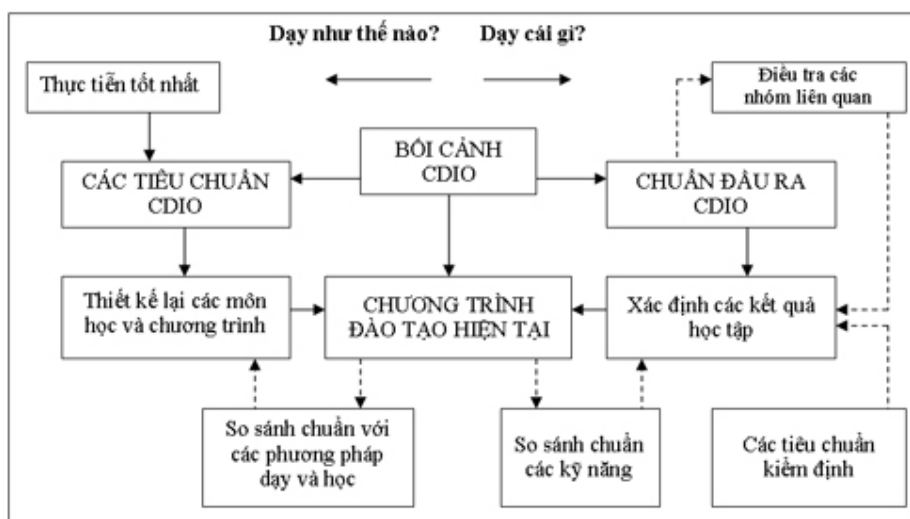 Dạy như thế nào? Dạy cái gì?
Thực tiễn tốt nhất
Điều tra các
nhóm liên quan
BỐI CẢNH
CDIO
CÁC TIÊU CHUẨN
CDIO
CHUẨN ĐẦU RA
CDIO
Thiết kế lại các môn
học và chương trình
CHƯƠNG TRÌNH
ĐÀO TẠO HIỆN TẠI
Xác định các kết quả
học tập
So sánh chuẩn với
các phương pháp
dạy và học
So sánh chuẩn
các kỹ năng
Các tiêu chuẩn
kiểm định